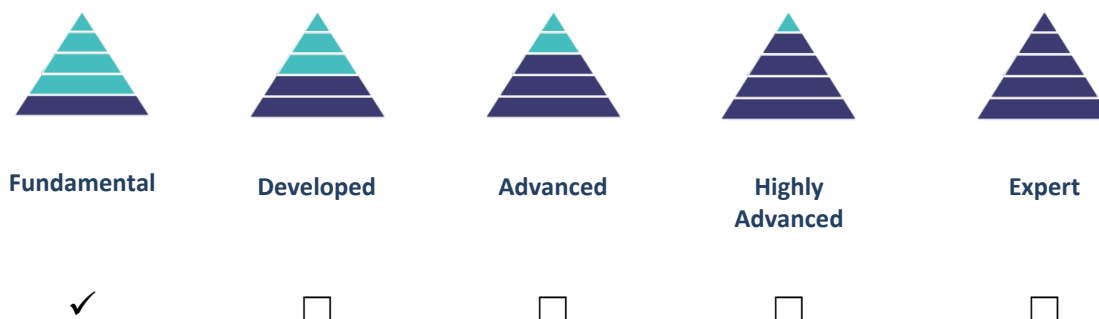 Fundamental
Developed
Advanced
Highly
Advanced
Expert
✓ □ □ □ □